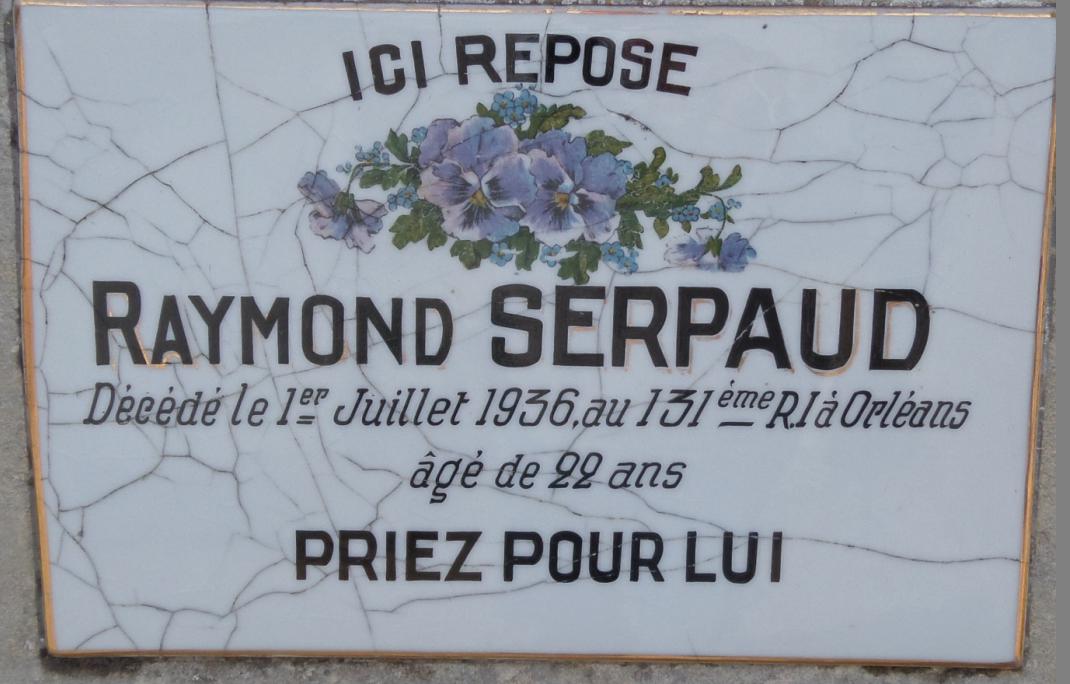 ICI REPOSE
RAYMOND SERPAUD
Décédé le 1er Juillet 1936, au 131ème R.I à Orléans
âgé de 22 ans
PRIEZ POUR LUI